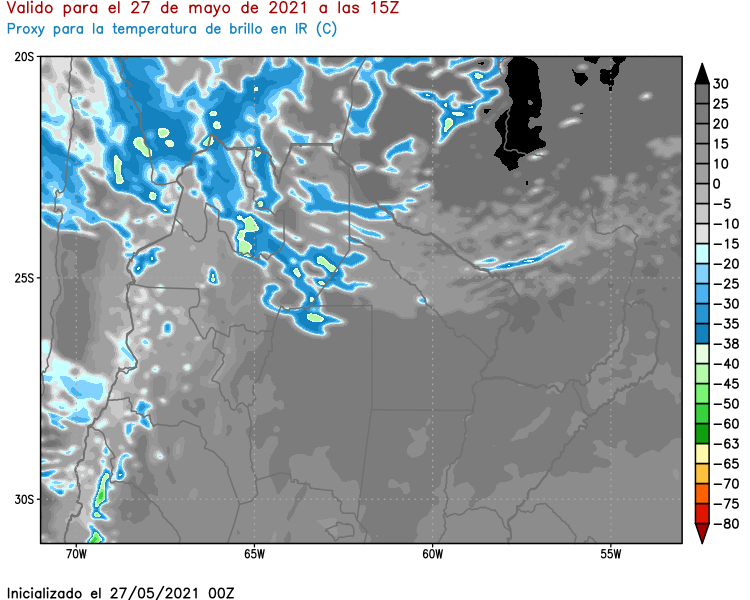 Valido para el 27 de mayo de 2021 a las 15Z
Proxy para la temperatura de brillo en IR (C)
20S
25S
30S
70W
65W
60W
55W
30
25
20
15
10
0
-5
-10
-15
-20
-25
-30
-35
-38
-40
-45
-50
-60
-63
-65
-70
-75
-80
Inicializado el 27/05/2021 00Z